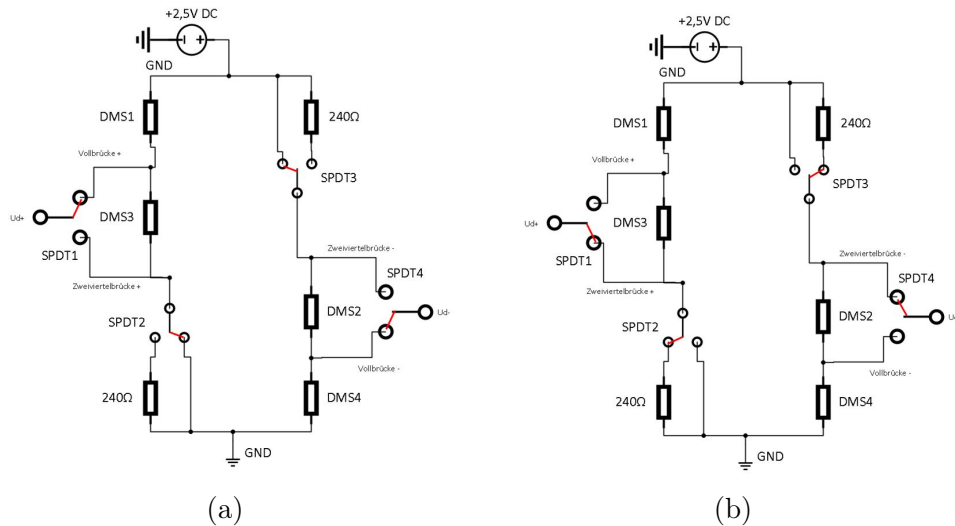 +2,5V DC
GND
DMS1
240Ω
Vollbrücke +
SPDT3
DMS3
Ud+
SPDT1
Zweiviertelbrücke -
SPDT4
Zweiviertelbrücke +
DMS2
Ud-
SPDT2
Vollbrücke -
240Ω
DMS4
GND
(a)
+2,5V DC
GND
DMS1
240Ω
Vollbrücke +
SPDT3
DMS3
Ud+
SPDT1
Zweiviertelbrücke -
SPDT4
Zweiviertelbrücke +
DMS2
Ud-
SPDT2
Vollbrücke -
240Ω
DMS4
GND
(b)